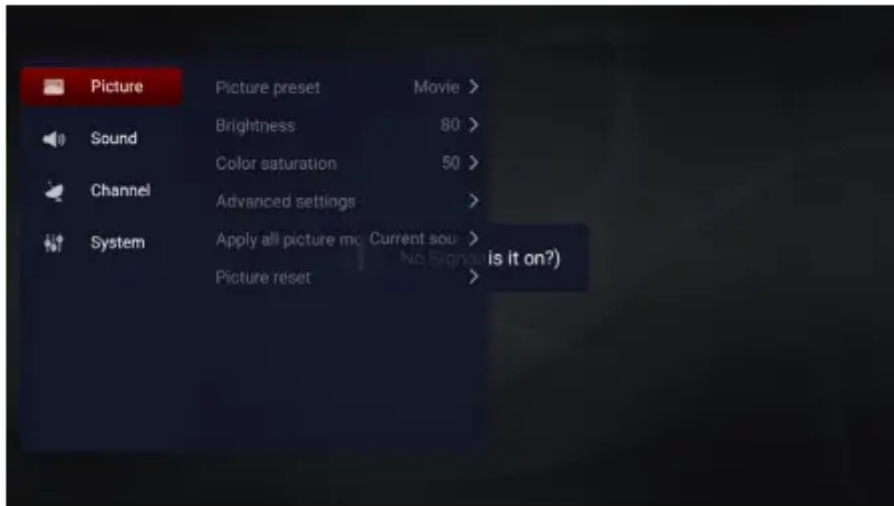 Picture
Sound
Channel
System
Picture preset Movie
Brightness 80
Color saturation 50
Advanced settings
Apply all picture mo Current sou
No Signal is it on?)
Picture reset